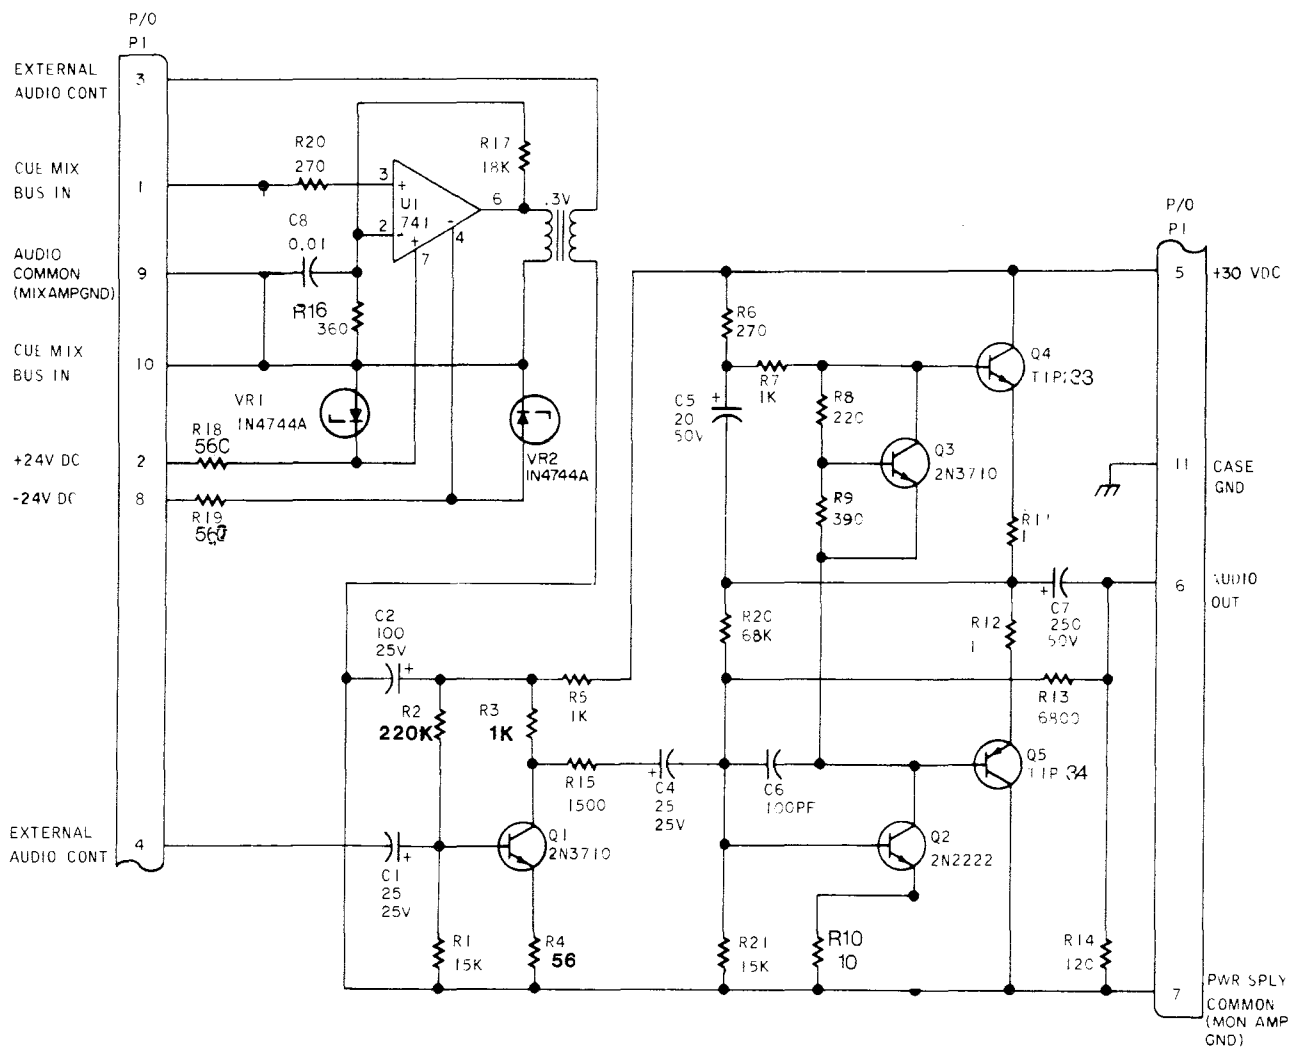 P/O
P1
EXTERNAL
AUDIO CONT
3
CUE MIX
BUS IN
1
AUDIO
COMMON
(MIXAMPGND)
9
CUE MIX
BUS IN
10
+24V DC
2
-24V DC
8
EXTERNAL
AUDIO CONT
4
R20
270
C8
0.01
R16
360
3
+
U1
741
2
-
+
7
-
4
6
R17
18K
.3V
VR1
1N4744A
VR2
1N4744A
R18
560
R19
560
C2
100
25V
+
R2
220K
R3
1K
R5
1K
R15
1500
C4
25
25V
+
C1
25
25V
+
Q1
2N3710
R1
15K
R4
56
R6
270
R7
1K
C5
20
50V
+
R8
220
R9
390
Q3
2N3710
Q4
TIP33
R11
1
R12
1
R20
68K
C7
250
50V
+
R13
6800
C6
100PF
Q5
TIP34
Q2
2N2222
R21
15K
R10
10
R14
120
P/O
P1
5
+30 VDC
11
CASE
GND
6
AUDIO
OUT
7
PWR SPLY
COMMON
(MON AMP
GND)